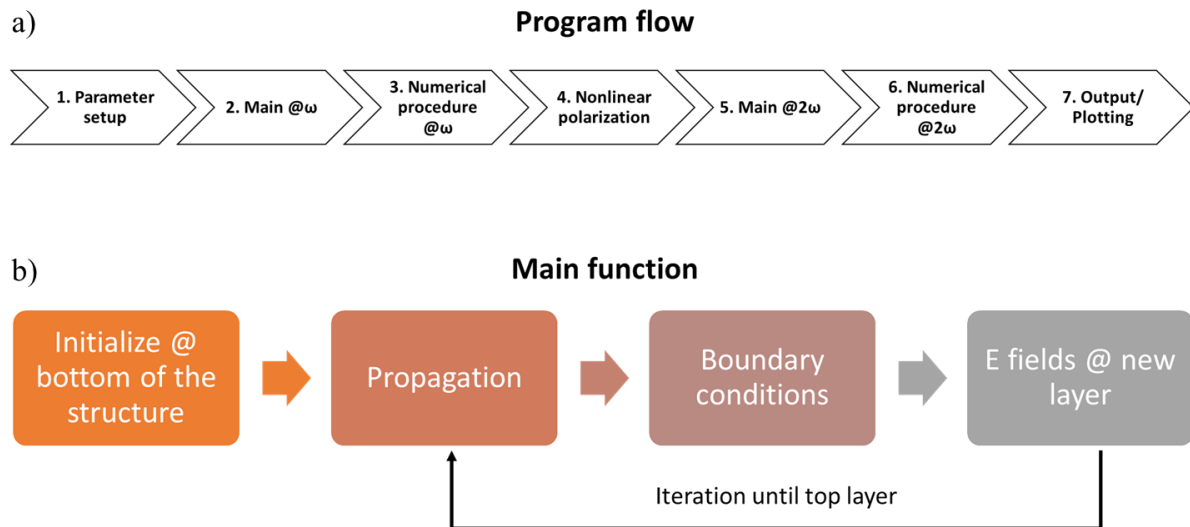 a)
Program flow
1. Parameter
setup
2. Main @ω
3. Numerical
procedure
@ω
4. Nonlinear
polarization
5. Main @2ω
6. Numerical
procedure
@2ω
7. Output/
Plotting
b)
Main function
Initialize @
bottom of the
structure
Propagation
Boundary
conditions
E fields @ new
layer
Iteration until top layer